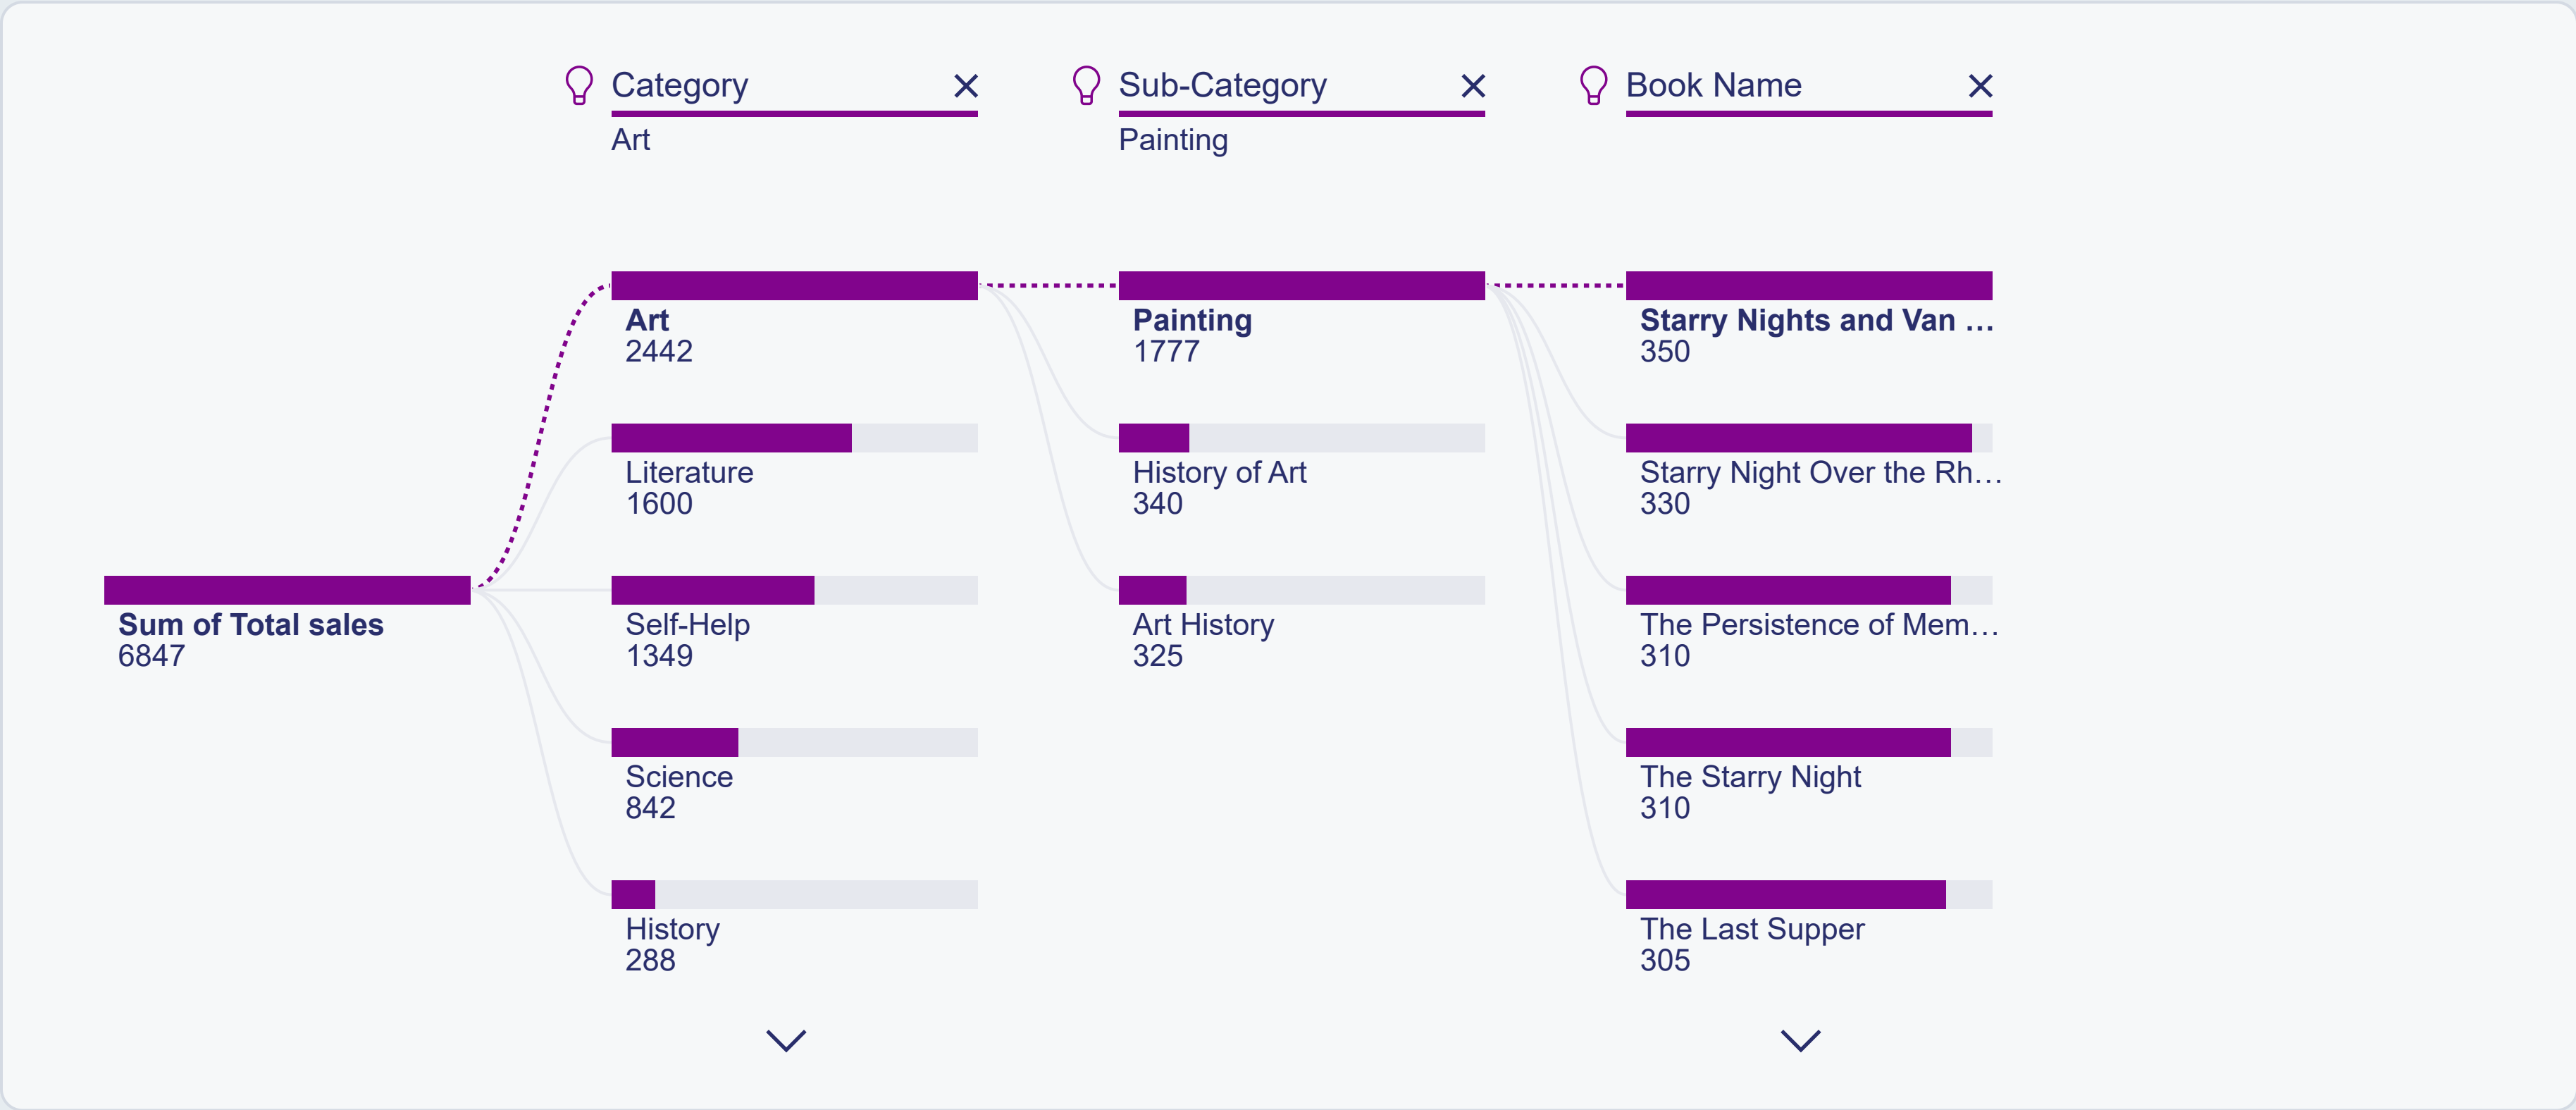 Category
Art
Sub-Category
Painting
Book Name
Sum of Total sales
6847
Art
2442
Literature
1600
Self-Help
1349
Science
842
History
288
Painting
1777
History of Art
340
Art History
325
Starry Nights and Van ...
350
Starry Night Over the Rh...
330
The Persistence of Mem...
310
The Starry Night
310
The Last Supper
305